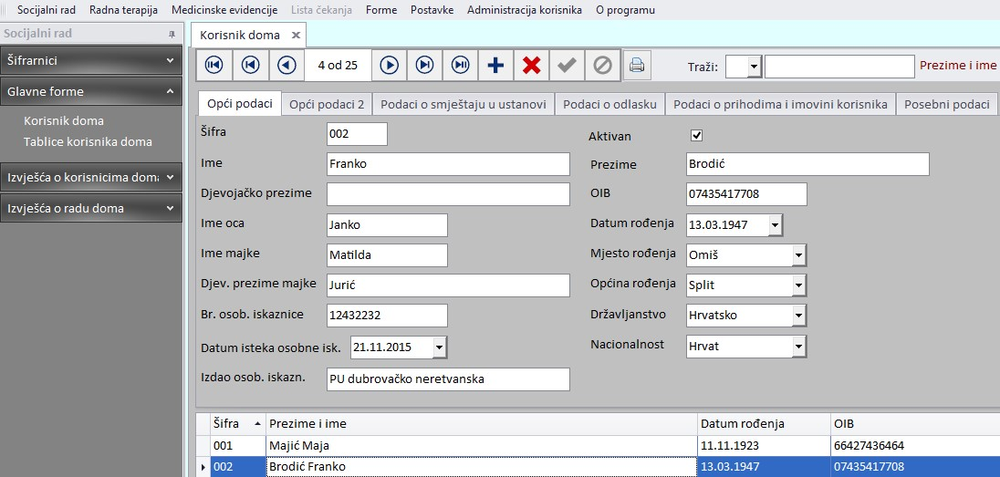 Socijalni rad Radna terapija Medicinske evidencije Lista čekanja Forme Postavke Administracija korisnika O programu
Socijalni rad
Šifrarnici
Glavne forme
Korisnik doma
Tablice korisnika doma
Izvješća o korisnicima doma
Izvješća o radu doma
Korisnik doma
4 od 25
Traži:
Prezime i ime
Opći podaci Opći podaci 2 Podaci o smještaju u ustanovi Podaci o odlasku Podaci o prihodima i imovini korisnika Posebni podaci
Šifra 002 Aktivan
Ime Franko Prezime Brodić
Djevojačko prezime OIB 07435417708
Ime oca Janko Datum rođenja 13.03.1947
Ime majke Matilda Mjesto rođenja Omiš
Djev. prezime majke Jurić Općina rođenja Split
Br. osob. iskaznice 12432232 Državljanstvo Hrvatsko
Datum isteka osobne isk. 21.11.2015 Nacionalnost Hrvat
Izdao osob. iskazn. PU dubrovačko neretvanska
Šifra Prezime i ime Datum rođenja OIB
001 Majić Maja 11.11.1923 66427436464
002 Brodić Franko 13.03.1947 07435417708